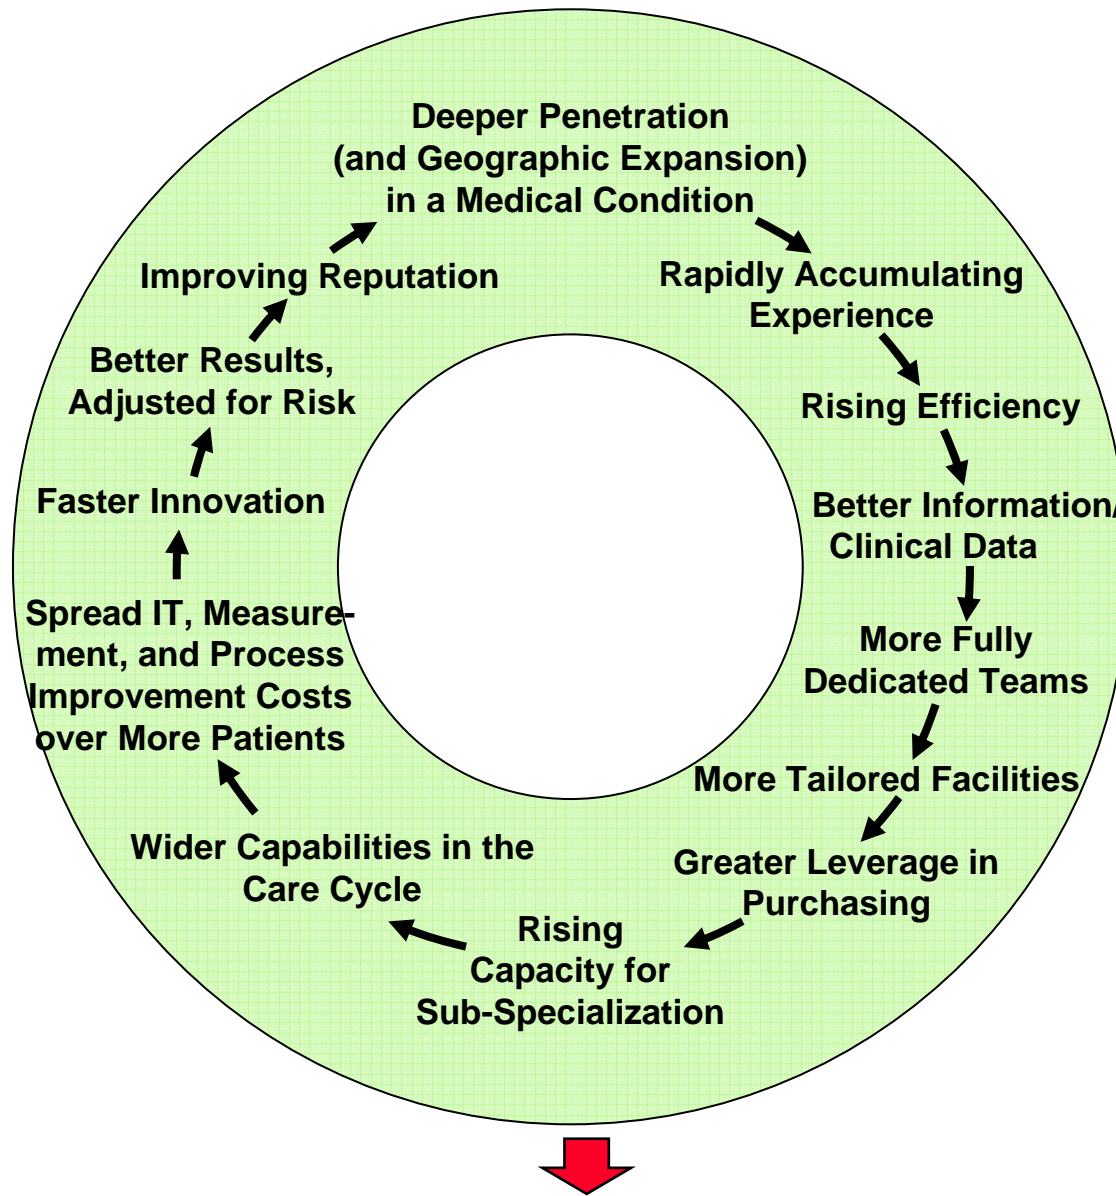 Deeper Penetration
(and Geographic Expansion)
in a Medical Condition
Rapidly Accumulating
Experience
Rising Efficiency
Better Information/
Clinical Data
More Fully
Dedicated Teams
More Tailored Facilities
Greater Leverage in
Purchasing
Rising
Capacity for
Sub-Specialization
Wider Capabilities in the
Care Cycle
Spread IT, Measure-
ment, and Process
Improvement Costs
over More Patients
Faster Innovation
Better Results,
Adjusted for Risk
Improving Reputation